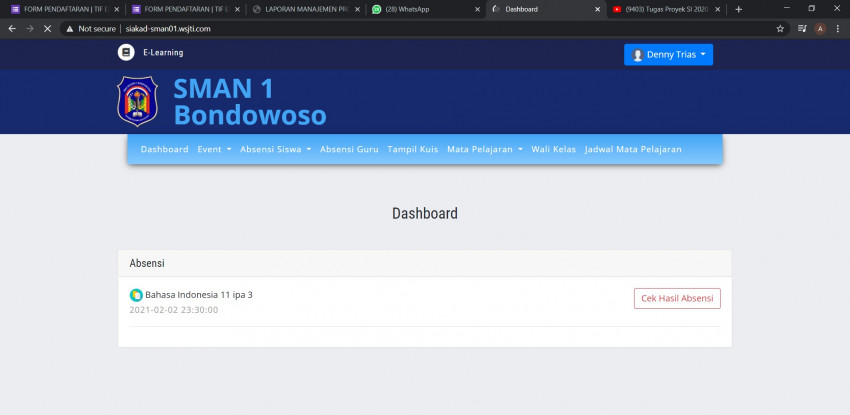 FORM PENDAFTARAN | TIF (
FORM PENDAFTARAN | TIF (
LAPORAN MANAJEMEN PR
(28) WhatsApp
Dashboard
(9403) Tugas Proyek SI 2020
Not secure | siakad-sman01.wsjti.com
A
E-Learning
Denny Trias
SMAN 1
Bondowoso
Dashboard Event Absensi Siswa Absensi Guru Tampil Kuis Mata Pelajaran Wali Kelas Jadwal Mata Pelajaran
Dashboard
Absensi
Bahasa Indonesia 11 ipa 3
2021-02-02 23:30:00
Cek Hasil Absensi